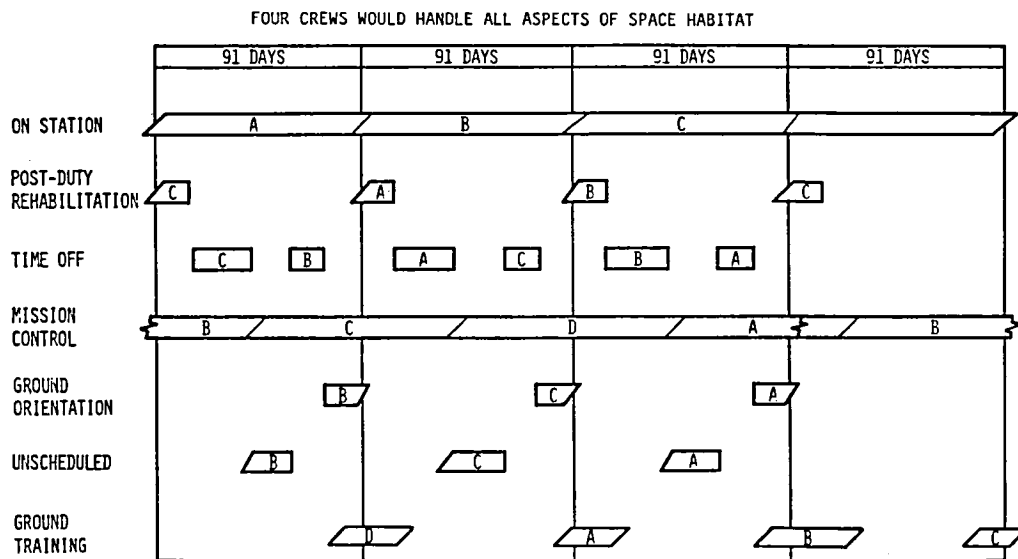 FOUR CREWS WOULD HANDLE ALL ASPECTS OF SPACE HABITAT
91 DAYS 91 DAYS 91 DAYS 91 DAYS
ON STATION A B C
POST-DUTY
REHABILITATION C A B C
TIME OFF C B A C B A
MISSION
CONTROL B C D A B
GROUND
ORIENTATION B C A
UNSCHEDULED B C A
GROUND
TRAINING D A B C